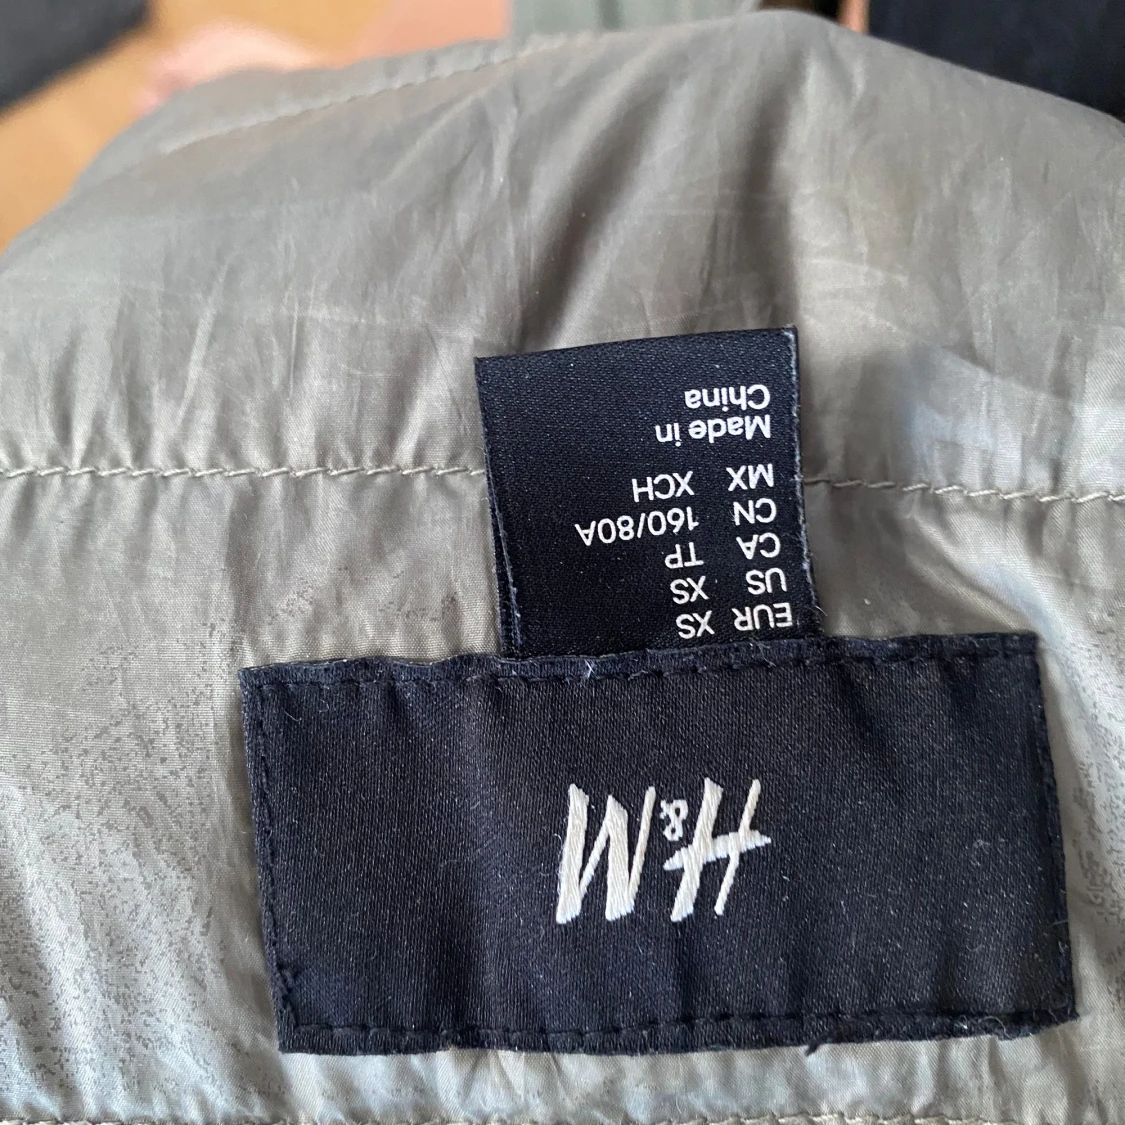 H&M
EUR XS
US XS
CA TP
CN 160/80A
MX XCH
Made in
China